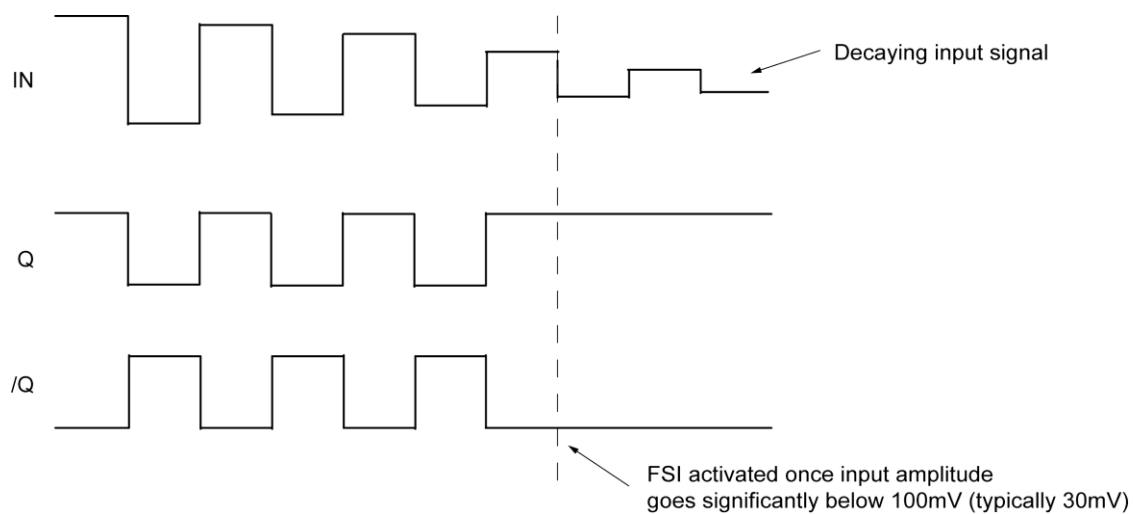 IN
Decaying input signal
Q
/Q
FSI activated once input amplitude
goes significantly below 100mV (typically 30mV)